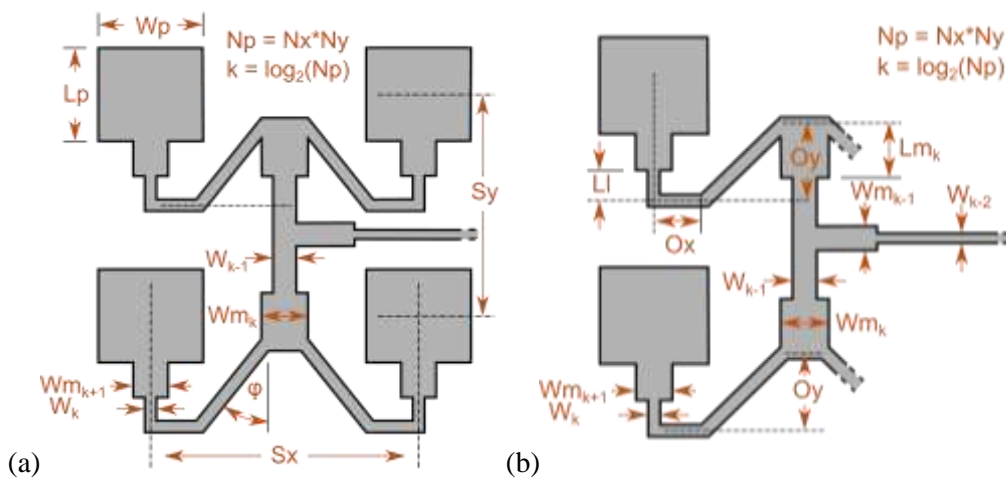 Wp
Np = Nx*Ny
k = log₂(Np)
Lp
Sy
Wₖ₋₁
Wmₖ
Wmₖ₊₁
Wₖ
φ
Sx
(a)
Np = Nx*Ny
k = log₂(Np)
Oy
Lmₖ
Ll
Wmₖ₋₁
Wₖ₋₂
Ox
Wₖ₋₁
Wmₖ
Wmₖ₊₁
Wₖ
Oy
(b)